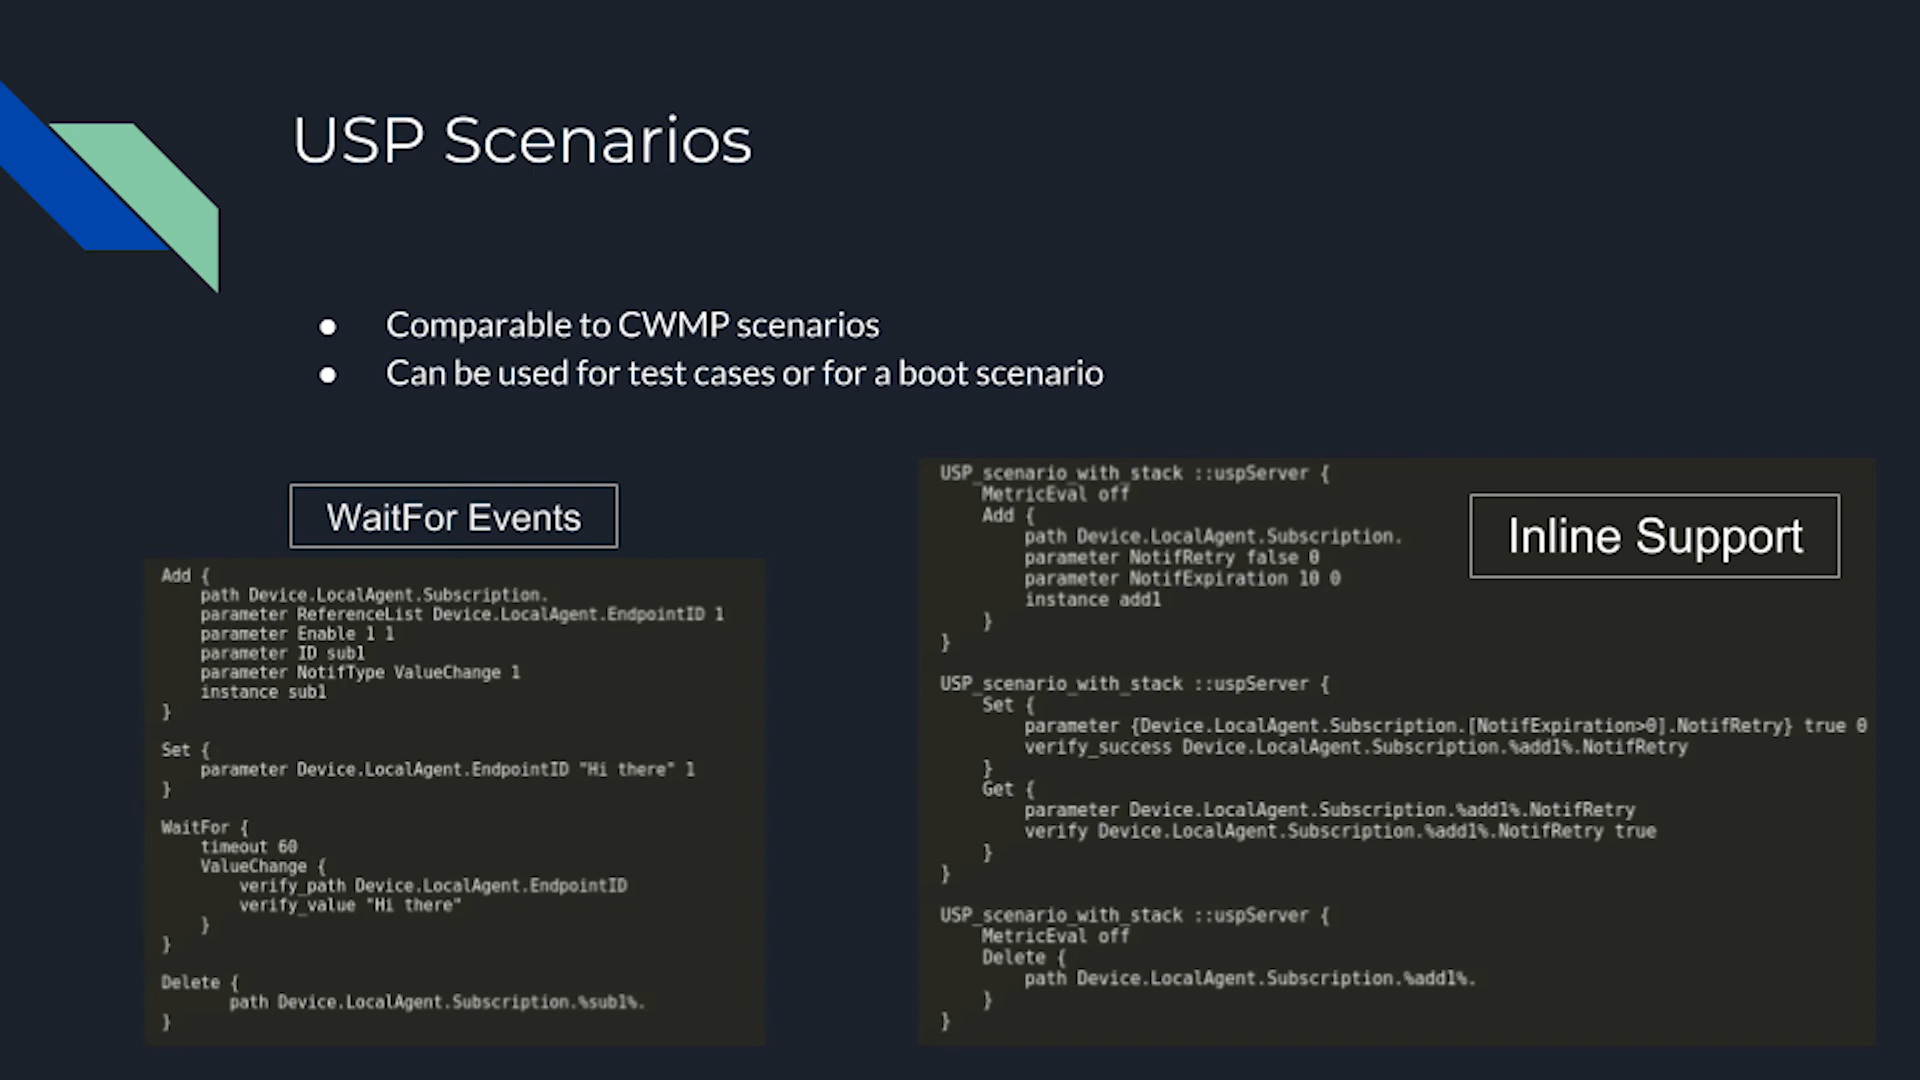 USP Scenarios
● Comparable to CWMP scenarios
● Can be used for test cases or for a boot scenario
WaitFor Events
Add {
    path Device.LocalAgent.Subscription.
    parameter ReferenceList Device.LocalAgent.EndpointID 1
    parameter Enable 1 1
    parameter ID sub1
    parameter NotifType ValueChange 1
    instance sub1
}
Set {
    parameter Device.LocalAgent.EndpointID "Hi there" 1
}
WaitFor {
    timeout 60
    ValueChange {
        verify_path Device.LocalAgent.EndpointID
        verify_value "Hi there"
    }
}
Delete {
       path Device.LocalAgent.Subscription.%sub1%.
}
Inline Support
USP_scenario_with_stack ::uspServer {
    MetricEval off
    Add {
        path Device.LocalAgent.Subscription.
        parameter NotifRetry false 0
        parameter NotifExpiration 10 0
        instance add1
    }
}
USP_scenario_with_stack ::uspServer {
    Set {
        parameter {Device.LocalAgent.Subscription.[NotifExpiration>0].NotifRetry} true 0
        verify_success Device.LocalAgent.Subscription.%add1%.NotifRetry
    }
    Get {
        parameter Device.LocalAgent.Subscription.%add1%.NotifRetry
        verify Device.LocalAgent.Subscription.%add1%.NotifRetry true
    }
}
USP_scenario_with_stack ::uspServer {
    MetricEval off
    Delete {
        path Device.LocalAgent.Subscription.%add1%.
    }
}